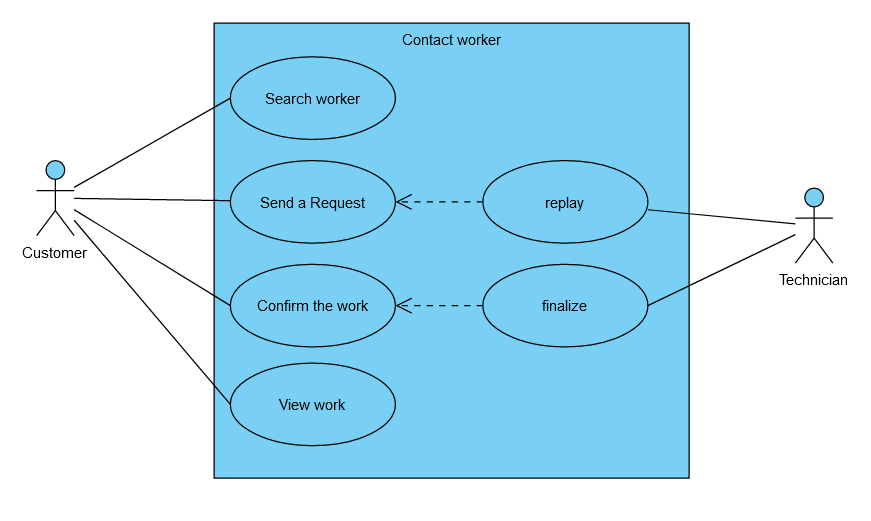 Contact worker
Search worker
Send a Request
replay
Customer
Technician
Confirm the work
finalize
View work